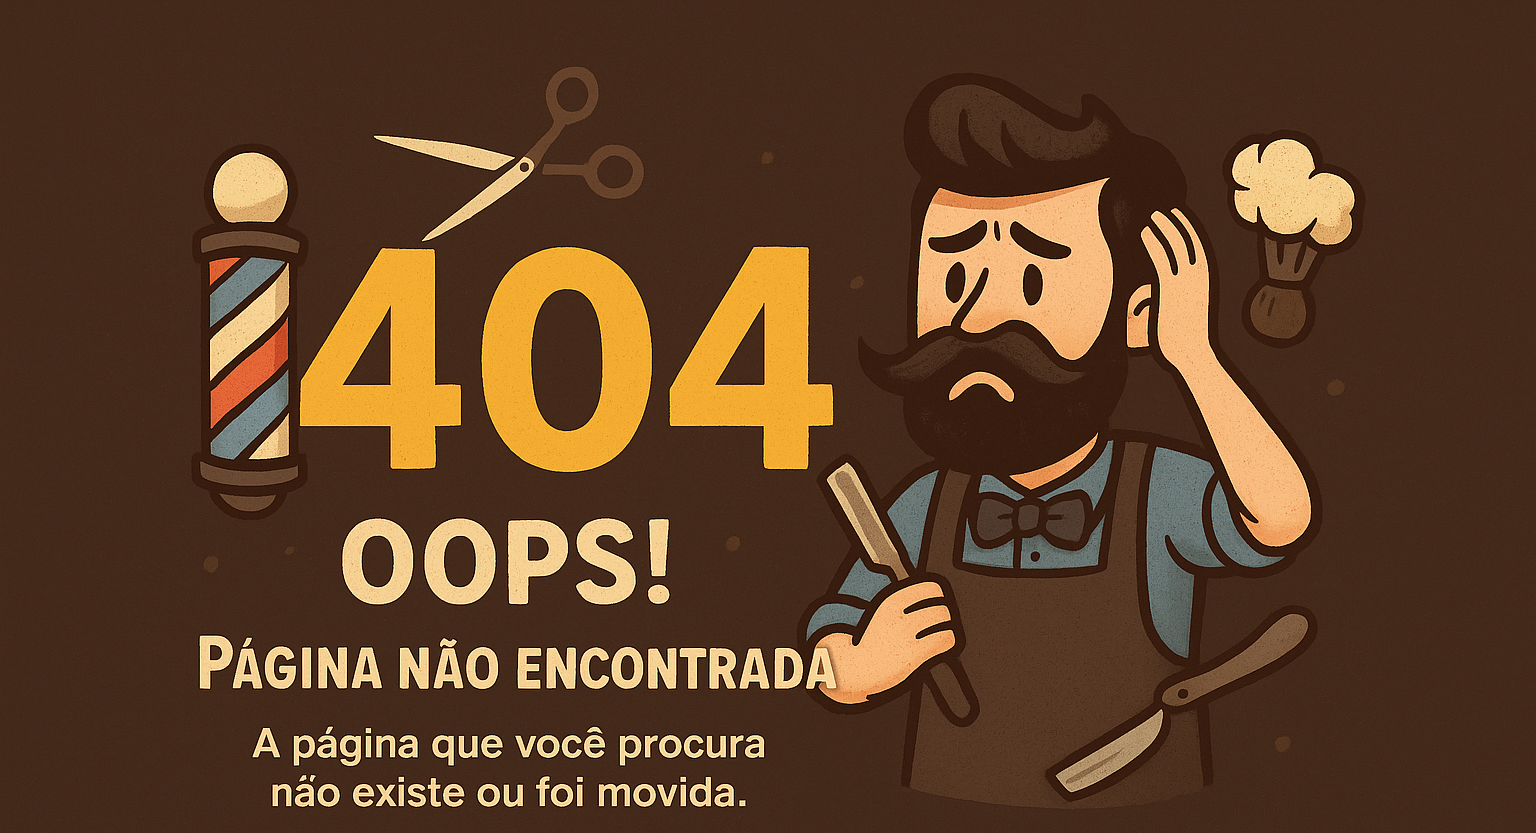 404
OOPS!
PÁGINA NÃO ENCONTRADA
A página que você procura
não existe ou foi movida.